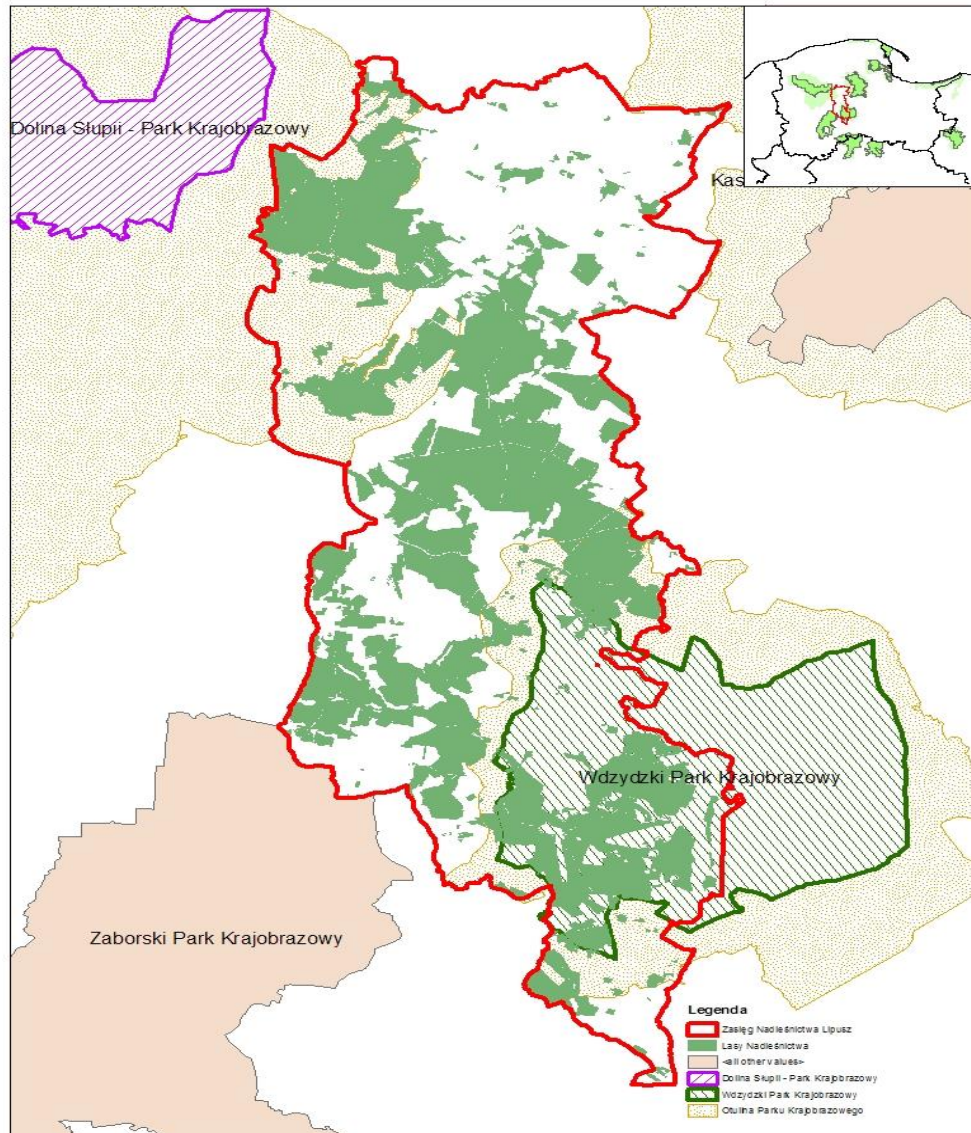 Dolina Słupii - Park Krajobrazowy
Kas
Wdzydzki Park Krajobrazowy
Zaborski Park Krajobrazowy
Legenda
Zasięg Nadleśnictwa Lipusz
Lasy Nadleśnictwa
<all other values>
Dolina Słupii - Park Krajobrazowy
Wdzydzki Park Krajobrazowy
Otulina Parku Krajobrazowego